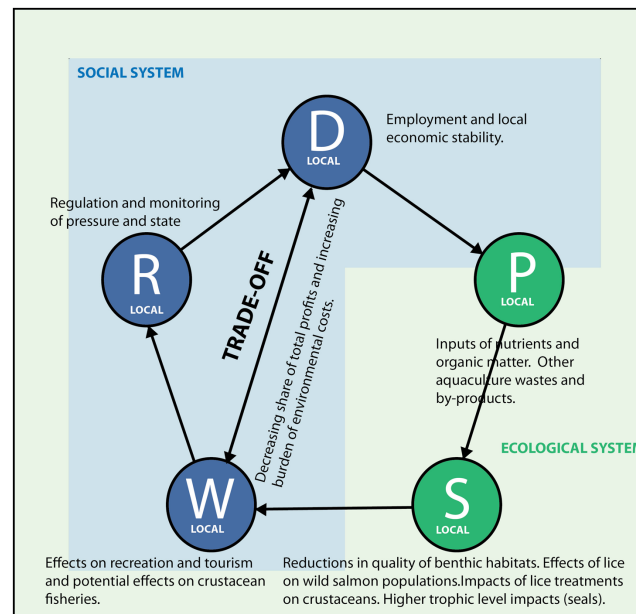 SOCIAL SYSTEM
D
LOCAL
Employment and local
economic stability.
Regulation and monitoring
of pressure and state
R
LOCAL
TRADE-OFF
Decreasing share of total profits and increasing
burden of environmental costs.
P
LOCAL
Inputs of nutrients and
organic matter. Other
aquaculture wastes and
by-products.
ECOLOGICAL SYSTEM
W
LOCAL
S
LOCAL
Effects on recreation and tourism
and potential effects on crustacean
fisheries.
Reductions in quality of benthic habitats. Effects of lice
on wild salmon populations.Impacts of lice treatments
on crustaceans. Higher trophic level impacts (seals).